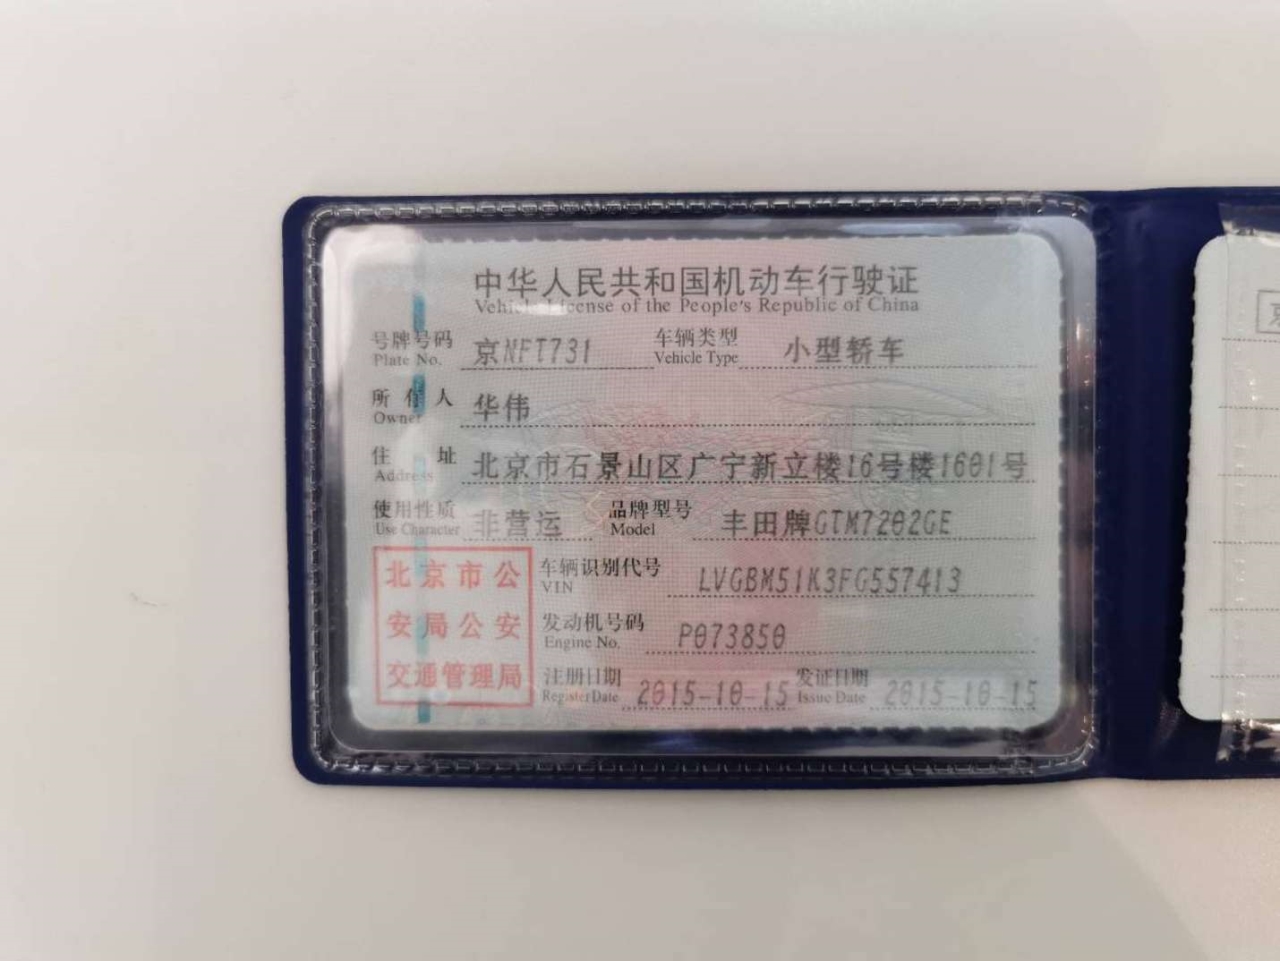 中华人民共和国机动车行驶证
Vehicle License of the People's Republic of China
号牌号码 京NFT731 车辆类型 小型轿车
Plate No. Vehicle Type
所有人 华伟
Owner
住址 北京市石景山区广宁新立楼16号楼1601号
Address
使用性质 非营运 品牌型号 丰田牌GTM7202GE
Use Character Model
北京市公
安局公安
交通管理局
车辆识别代号 LVGBM51K3FG557413
VIN
发动机号码 P073850
Engine No.
注册日期 2015-10-15 发证日期 2015-10-15
Register Date Issue Date